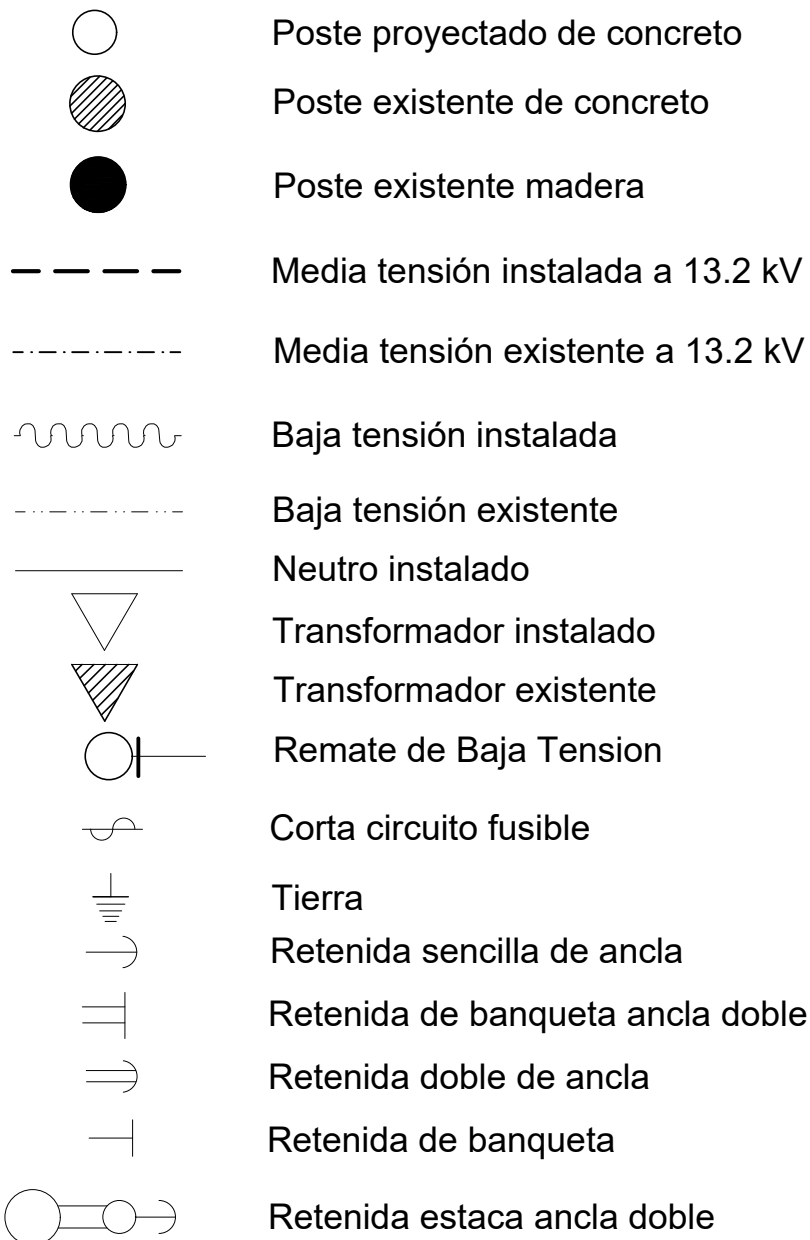 Poste proyectado de concreto
Poste existente de concreto
Poste existente madera
Media tensión instalada a 13.2 kV
Media tensión existente a 13.2 kV
Baja tensión instalada
Baja tensión existente
Neutro instalado
Transformador instalado
Transformador existente
Remate de Baja Tension
Corta circuito fusible
Tierra
Retenida sencilla de ancla
Retenida de banqueta ancla doble
Retenida doble de ancla
Retenida de banqueta
Retenida estaca ancla doble